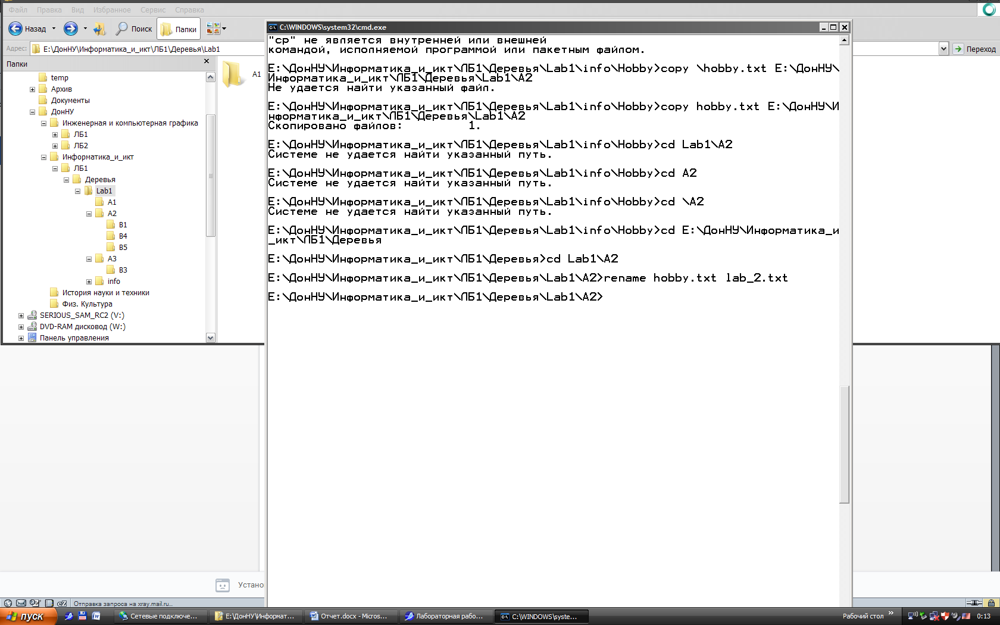 Файл Правка Вид Избранное Сервис Справка
Назад Поиск Папки
Адрес: E:\ДонНУ\Информатика_и_икт\ЛБ1\Деревья\Lab1
Переход
Папки
temp
Архив
Документы
ДонНУ
Инженерная и компьютерная графика
ЛБ1
ЛБ2
Информатика_и_икт
ЛБ1
Деревья
Lab1
A1
A2
B1
B4
B5
A3
B3
info
История науки и техники
Физ. Культура
SERIOUS_SAM_RC2 (V:)
DVD-RAM дисковод (W:)
Панель управления
A1
C:\WINDOWS\system32\cmd.exe
"cp" не является внутренней или внешней
командой, исполняемой программой или пакетным файлом.
E:\ДонНУ\Информатика_и_икт\ЛБ1\Деревья\Lab1\info\Hobby>copy \hobby.txt E:\ДонНУ\
Информатика_и_икт\ЛБ1\Деревья\Lab1\A2
Не удается найти указанный файл.
E:\ДонНУ\Информатика_и_икт\ЛБ1\Деревья\Lab1\info\Hobby>copy hobby.txt E:\ДонНУ\И
нформатика_и_икт\ЛБ1\Деревья\Lab1\A2
Скопировано файлов: 1.
E:\ДонНУ\Информатика_и_икт\ЛБ1\Деревья\Lab1\info\Hobby>cd Lab1\A2
Системе не удается найти указанный путь.
E:\ДонНУ\Информатика_и_икт\ЛБ1\Деревья\Lab1\info\Hobby>cd A2
Системе не удается найти указанный путь.
E:\ДонНУ\Информатика_и_икт\ЛБ1\Деревья\Lab1\info\Hobby>cd \A2
Системе не удается найти указанный путь.
E:\ДонНУ\Информатика_и_икт\ЛБ1\Деревья\Lab1\info\Hobby>cd E:\ДонНУ\Информатика_и
_икт\ЛБ1\Деревья
E:\ДонНУ\Информатика_и_икт\ЛБ1\Деревья>cd Lab1\A2
E:\ДонНУ\Информатика_и_икт\ЛБ1\Деревья\Lab1\A2>rename hobby.txt lab_2.txt
E:\ДонНУ\Информатика_и_икт\ЛБ1\Деревья\Lab1\A2>
Устано
Отправка запроса на xray.mail.ru...
пуск Сетевые подключе... E:\ДонНУ\Информат... Отчет.docx - Micros... Лабораторная рабо... C:\WINDOWS\syste... Рабочий стол » 0:13